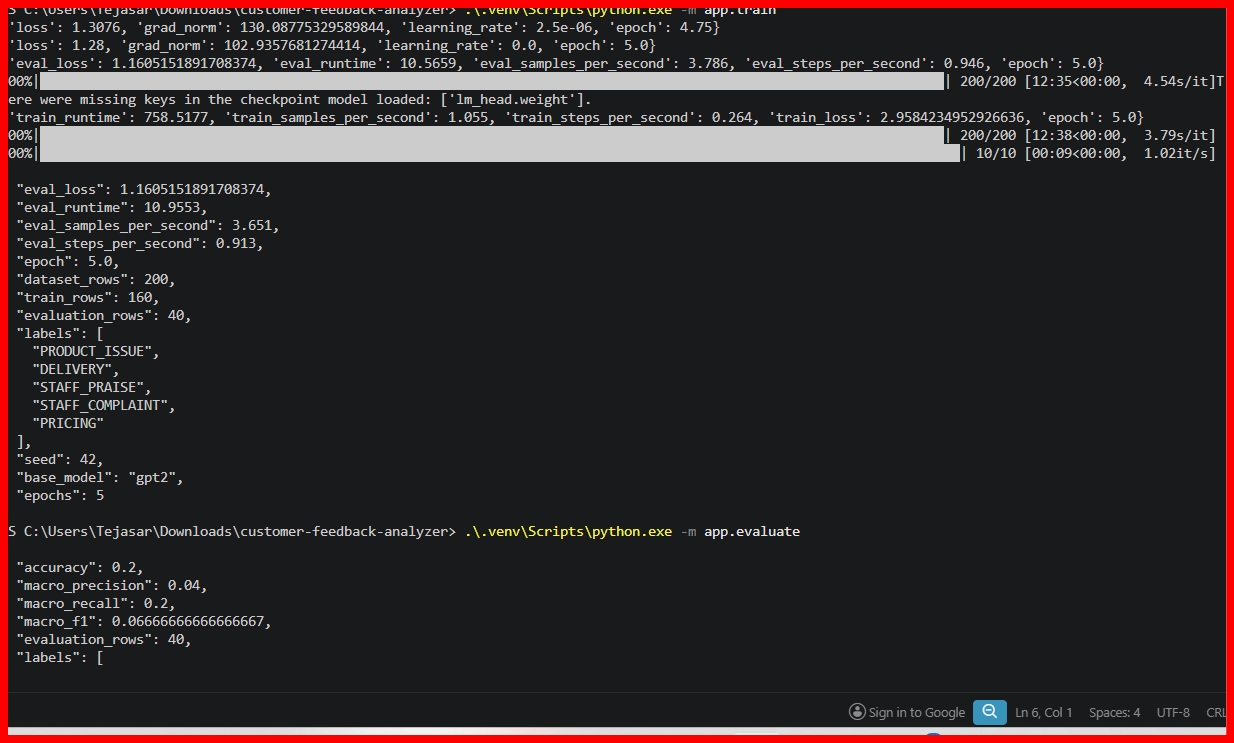 S C:\Users\Tejasar\Downloads\customer-feedback-analyzer> .\.venv\Scripts\python.exe -m app.train
'loss': 1.3076, 'grad_norm': 130.08775329589844, 'learning_rate': 2.5e-06, 'epoch': 4.75}
'loss': 1.28, 'grad_norm': 102.9357681274414, 'learning_rate': 0.0, 'epoch': 5.0}
'eval_loss': 1.1605151891708374, 'eval_runtime': 10.5659, 'eval_samples_per_second': 3.786, 'eval_steps_per_second': 0.946, 'epoch': 5.0}
00%| | 200/200 [12:35<00:00, 4.54s/it]T
ere were missing keys in the checkpoint model loaded: ['lm_head.weight'].
'train_runtime': 758.5177, 'train_samples_per_second': 1.055, 'train_steps_per_second': 0.264, 'train_loss': 2.9584234952926636, 'epoch': 5.0}
00%| | 200/200 [12:38<00:00, 3.79s/it]
00%| | 10/10 [00:09<00:00, 1.02it/s]
"eval_loss": 1.1605151891708374,
"eval_runtime": 10.9553,
"eval_samples_per_second": 3.651,
"eval_steps_per_second": 0.913,
"epoch": 5.0,
"dataset_rows": 200,
"train_rows": 160,
"evaluation_rows": 40,
"labels": [
"PRODUCT_ISSUE",
"DELIVERY",
"STAFF_PRAISE",
"STAFF_COMPLAINT",
"PRICING"
],
"seed": 42,
"base_model": "gpt2",
"epochs": 5
S C:\Users\Tejasar\Downloads\customer-feedback-analyzer> .\.venv\Scripts\python.exe -m app.evaluate
"accuracy": 0.2,
"macro_precision": 0.04,
"macro_recall": 0.2,
"macro_f1": 0.06666666666666667,
"evaluation_rows": 40,
"labels": [
Sign in to Google Ln 6, Col 1 Spaces: 4 UTF-8 CRL